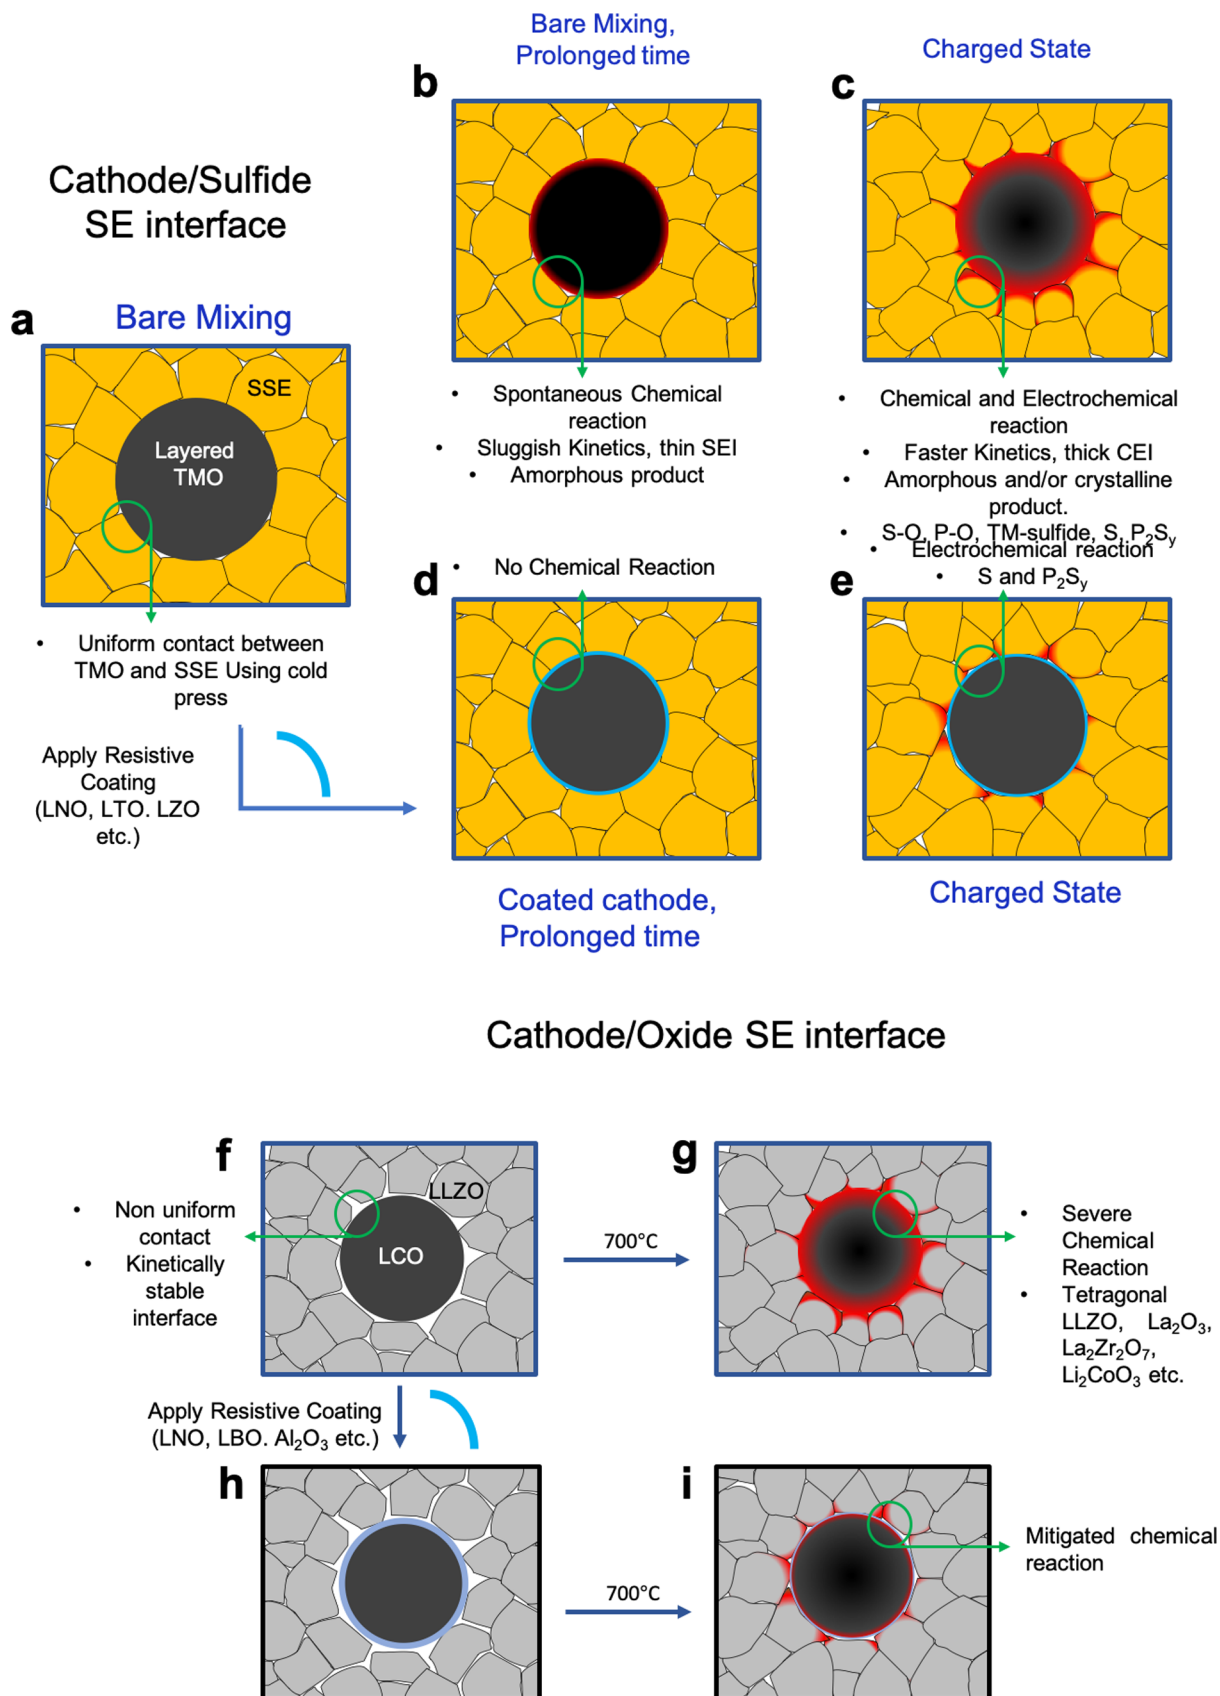 Cathode/Sulfide
SE interface
a
Bare Mixing
SSE
Layered
TMO
• Uniform contact between
TMO and SSE Using cold
press
Apply Resistive
Coating
(LNO, LTO. LZO
etc.)
Bare Mixing,
Prolonged time
b
• Spontaneous Chemical
reaction
• Sluggish Kinetics, thin SEI
• Amorphous product
Charged State
c
• Chemical and Electrochemical
reaction
• Faster Kinetics, thick CEI
• Amorphous and/or crystalline
product.
• S-O, P-O, TM-sulfide, S, P₂Sᵧ
• No Chemical Reaction
d
Coated cathode,
Prolonged time
• Electrochemical reaction
• S and P₂Sᵧ
e
Charged State
Cathode/Oxide SE interface
f
LLZO
LCO
• Non uniform
contact
• Kinetically
stable
interface
700°C
g
• Severe
Chemical
Reaction
• Tetragonal
LLZO, La₂O₃,
La₂Zr₂O₇,
Li₂CoO₃ etc.
Apply Resistive Coating
(LNO, LBO. Al₂O₃ etc.)
h
700°C
i
Mitigated chemical
reaction